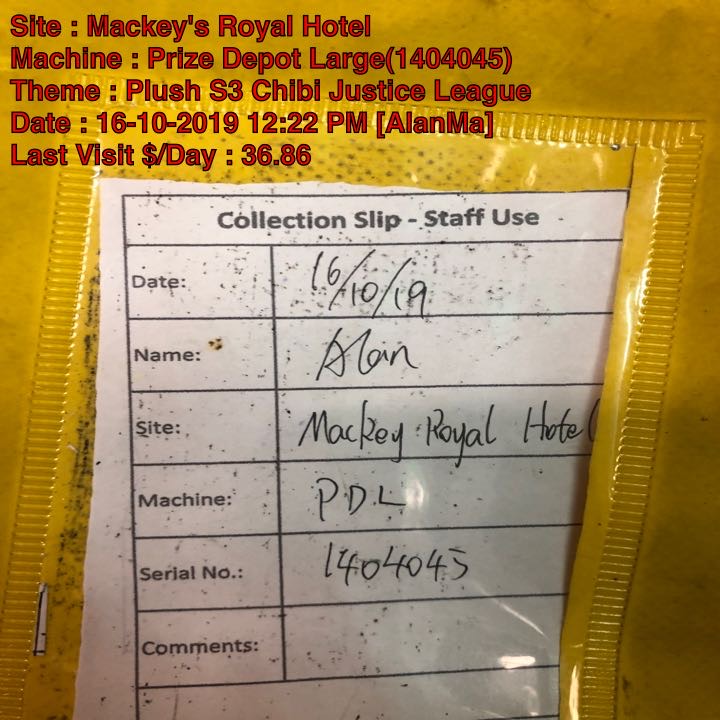 Site : Mackey's Royal Hotel
Machine : Prize Depot Large(1404045)
Theme : Plush S3 Chibi Justice League
Date : 16-10-2019 12:22 PM [AlanMa]
Last Visit $/Day : 36.86
Collection Slip - Staff Use
Date: 16/10/19
Name: Alan
Site: Mackey Royal Hotel
Machine: PDL
Serial No.: 1404045
Comments: